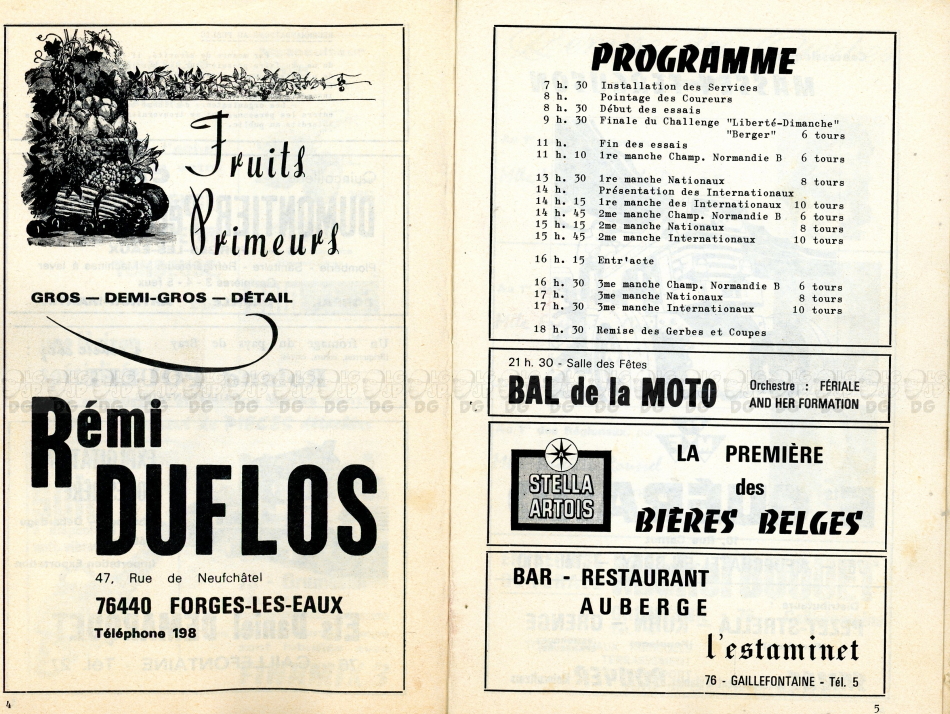 Fruits
Primeurs
GROS — DEMI-GROS — DÉTAIL
Rémi
DUFLOS
47, Rue de Neufchâtel
76440 FORGES-LES-EAUX
Téléphone 198
4
PROGRAMME
7 h. 30 Installation des Services
8 h. Pointage des Coureurs
8 h. 30 Début des essais
9 h. 30 Finale du Challenge "Liberté-Dimanche"
"Berger" 6 tours
11 h. Fin des essais
11 h. 10 1re manche Champ. Normandie B 6 tours
13 h. 30 1re manche Nationaux 8 tours
14 h. Présentation des Internationaux
14 h. 15 1re manche des Internationaux 10 tours
14 h. 45 2me manche Champ. Normandie B 6 tours
15 h. 15 2me manche Nationaux 8 tours
15 h. 45 2me manche Internationaux 10 tours
16 h. 15 Entr'acte
16 h. 30 3me manche Champ. Normandie B 6 tours
17 h. 3me manche Nationaux 8 tours
17 h. 30 3me manche Internationaux 10 tours
18 h. 30 Remise des Gerbes et Coupes
21 h. 30 - Salle des Fêtes
BAL de la MOTO
Orchestre : FÉRIALE
AND HER FORMATION
STELLA
ARTOIS
LA PREMIÈRE
des
BIÈRES BELGES
BAR - RESTAURANT
AUBERGE
l'estaminet
76 - GAILLEFONTAINE - Tél. 5
5